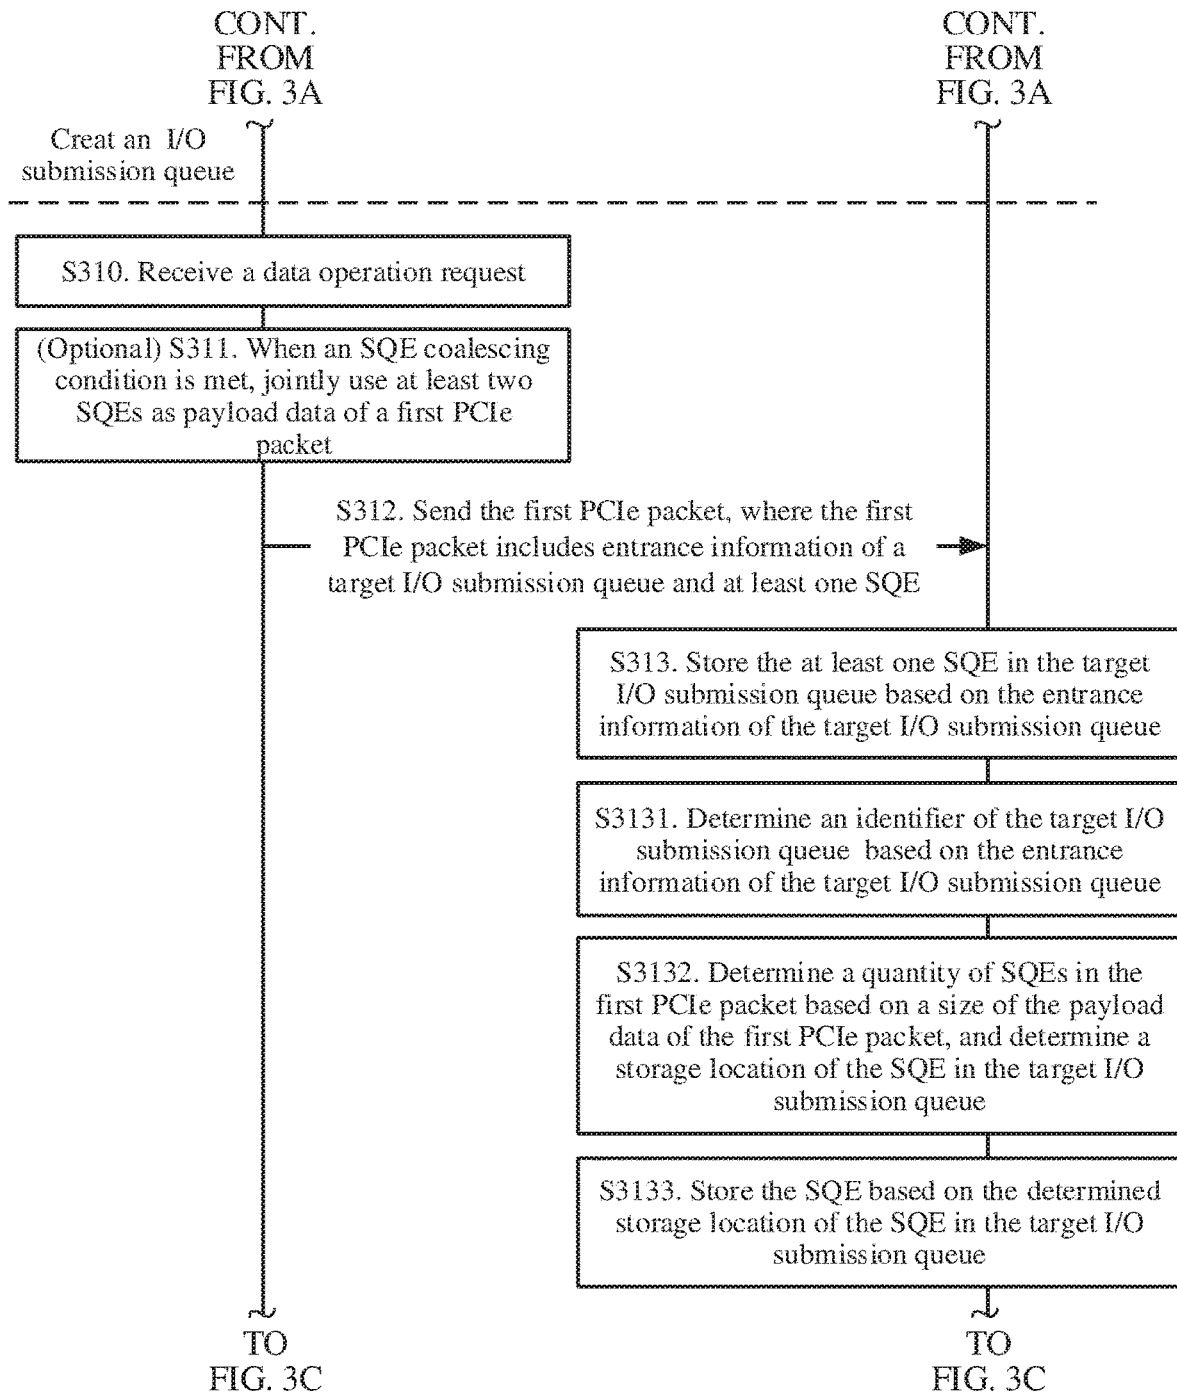 CONT.
FROM
FIG. 3A
CONT.
FROM
FIG. 3A
Creat an I/O
submission queue
S310. Receive a data operation request
(Optional) S311. When an SQE coalescing
condition is met, jointly use at least two
SQEs as payload data of a first PCIe
packet
S312. Send the first PCIe packet, where the first
PCIe packet includes entrance information of a
target I/O submission queue and at least one SQE
S313. Store the at least one SQE in the target
I/O submission queue based on the entrance
information of the target I/O submission queue
S3131. Determine an identifier of the target I/O
submission queue based on the entrance
information of the target I/O submission queue
S3132. Determine a quantity of SQEs in the
first PCIe packet based on a size of the payload
data of the first PCIe packet, and determine a
storage location of the SQE in the target I/O
submission queue
S3133. Store the SQE based on the determined
storage location of the SQE in the target I/O
submission queue
TO
FIG. 3C
TO
FIG. 3C